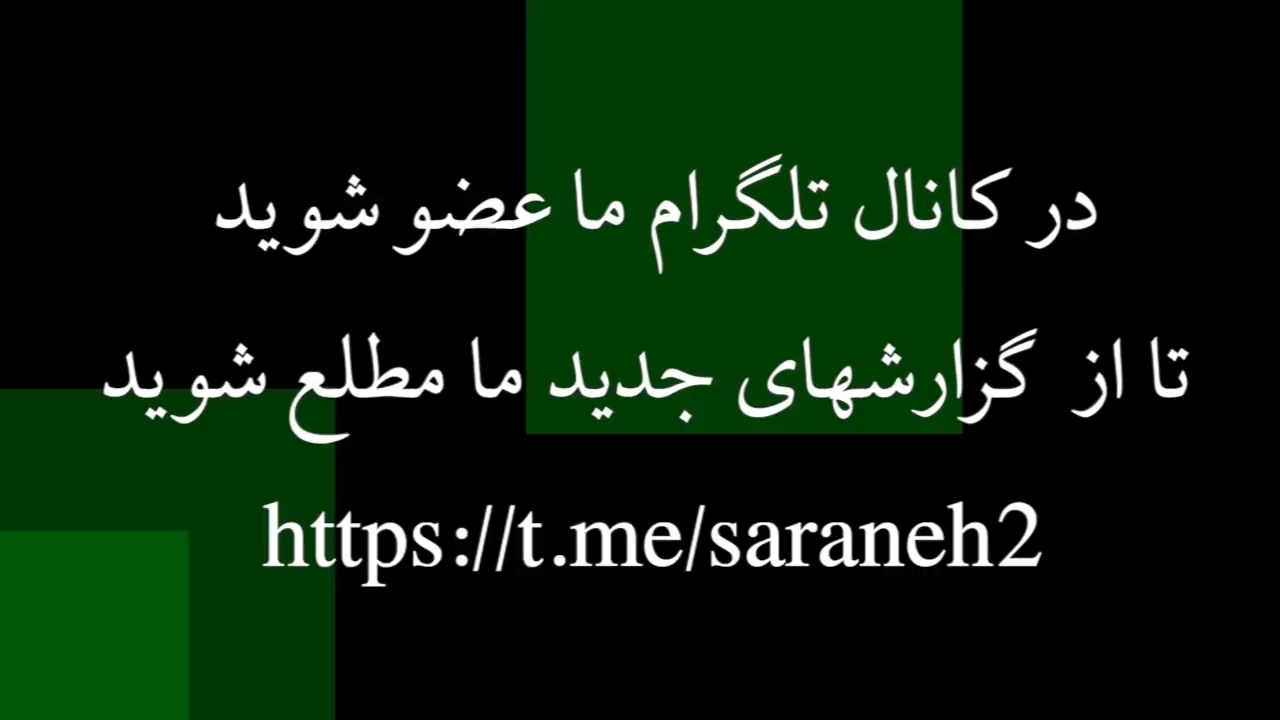 در کانال تلگرام ما عضو شوید
تا از گزارشهای جدید ما مطلع شوید
https://t.me/saraneh2